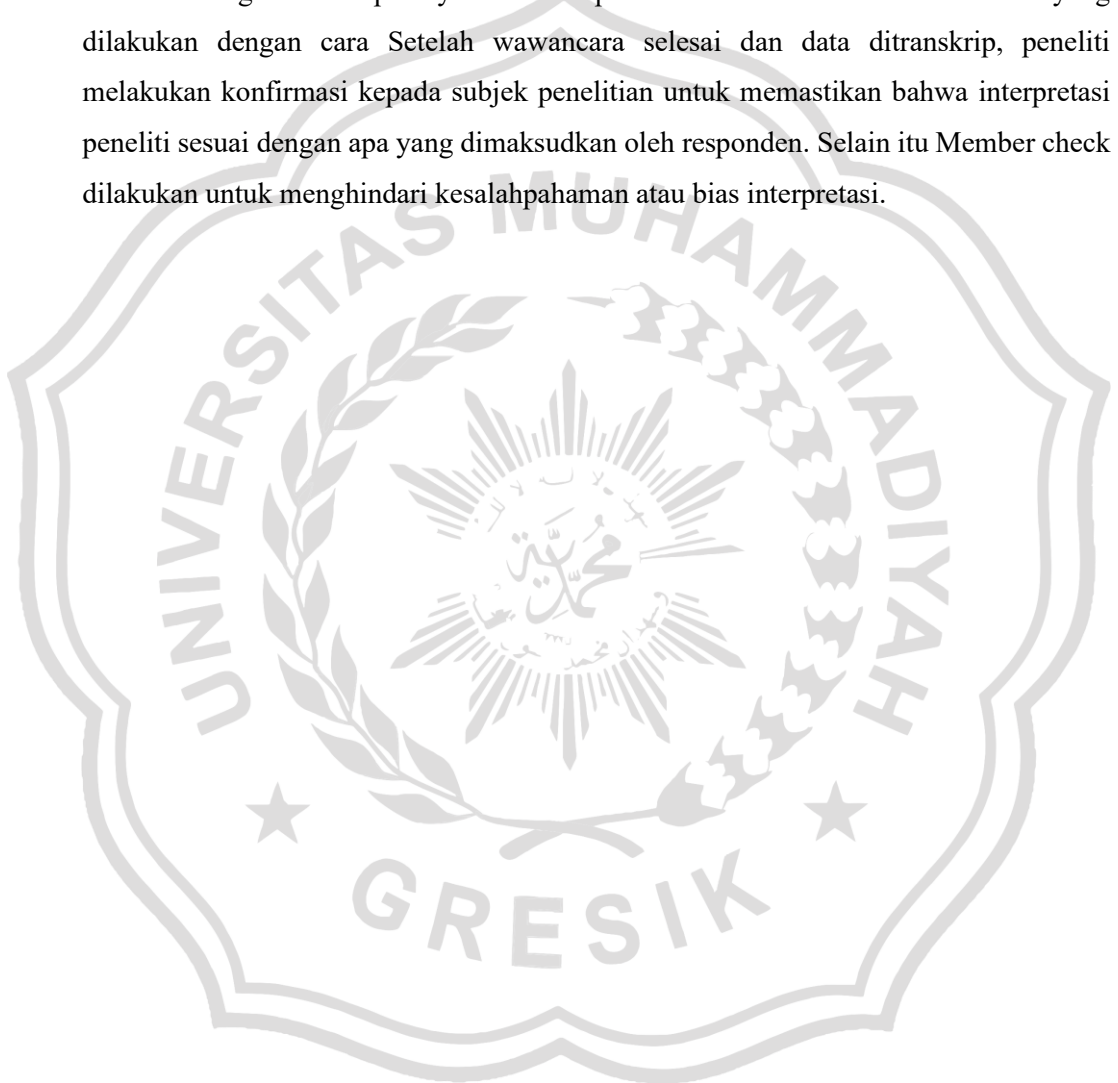 dilakukan dengan cara Setelah wawancara selesai dan data ditranskrip, peneliti
melakukan konfirmasi kepada subjek penelitian untuk memastikan bahwa interpretasi
peneliti sesuai dengan apa yang dimaksudkan oleh responden. Selain itu Member check
dilakukan untuk menghindari kesalahpahaman atau bias interpretasi.
UNIVERSITAS MUHAMMADIYAH
محمدية
GRESIK